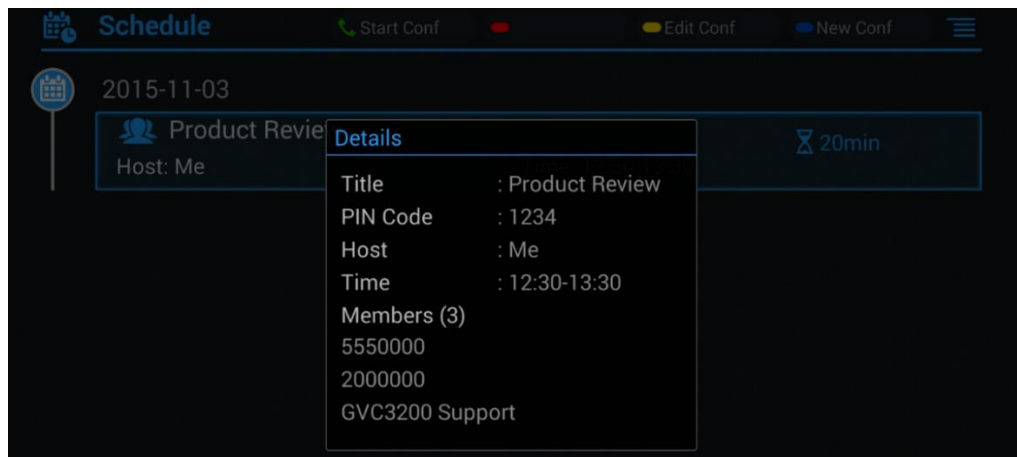 Schedule Start Conf Edit Conf New Conf
2015-11-03
Product Revie
Host: Me
20min
Details
Title : Product Review
PIN Code : 1234
Host : Me
Time : 12:30-13:30
Members (3)
5550000
2000000
GVC3200 Support